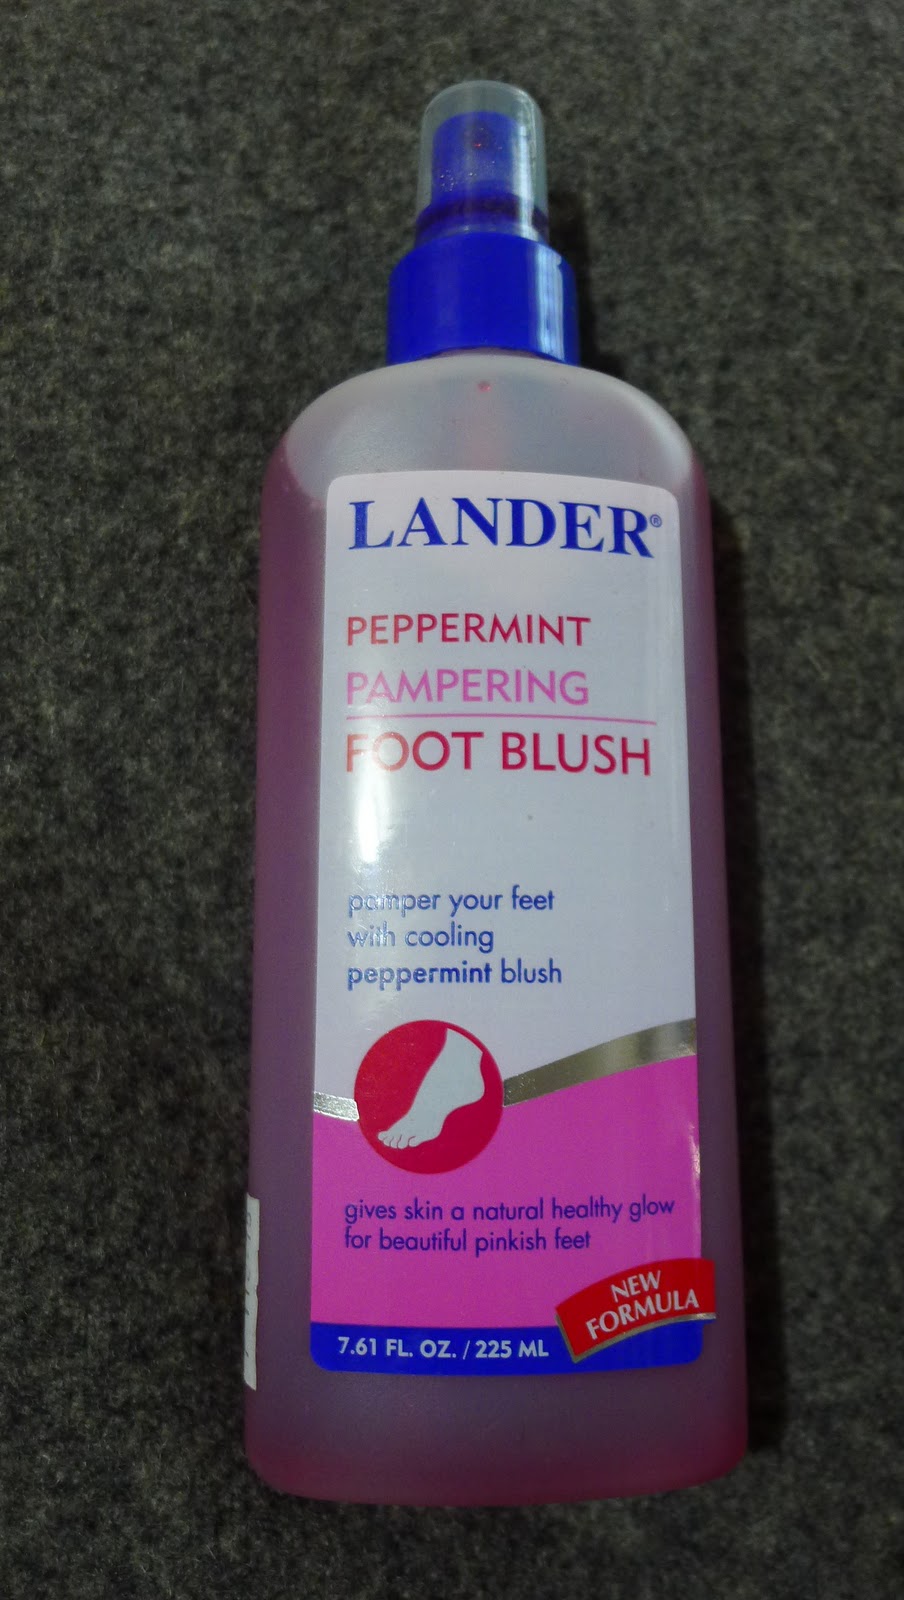 LANDER®
PEPPERMINT
PAMPERING
FOOT BLUSH
pamper your feet
with cooling
peppermint blush
gives skin a natural healthy glow
for beautiful pinkish feet
NEW
FORMULA
7.61 FL. OZ. / 225 ML